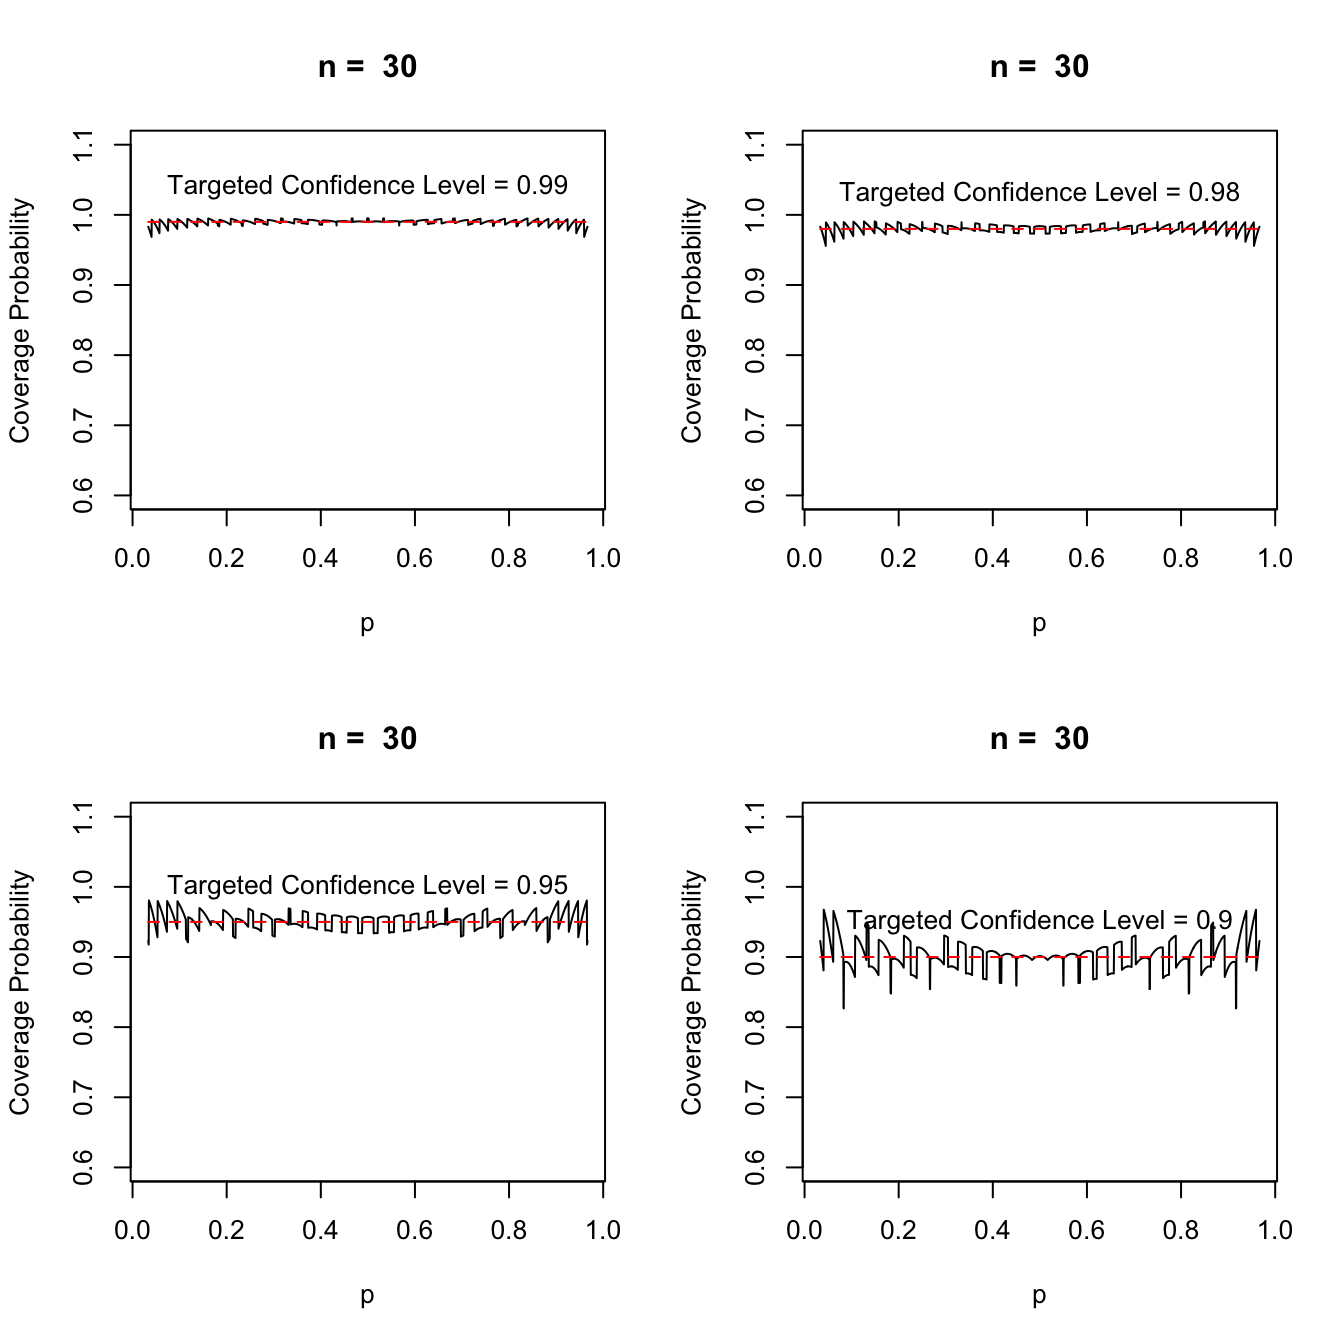 n =  30
Targeted Confidence Level = 0.99
Coverage Probability
1.1
1.0
0.9
0.8
0.7
0.6
0.0 0.2 0.4 0.6 0.8 1.0
p
n =  30
Targeted Confidence Level = 0.98
Coverage Probability
1.1
1.0
0.9
0.8
0.7
0.6
0.0 0.2 0.4 0.6 0.8 1.0
p
n =  30
Targeted Confidence Level = 0.95
Coverage Probability
1.1
1.0
0.9
0.8
0.7
0.6
0.0 0.2 0.4 0.6 0.8 1.0
p
n =  30
Targeted Confidence Level = 0.9
Coverage Probability
1.1
1.0
0.9
0.8
0.7
0.6
0.0 0.2 0.4 0.6 0.8 1.0
p